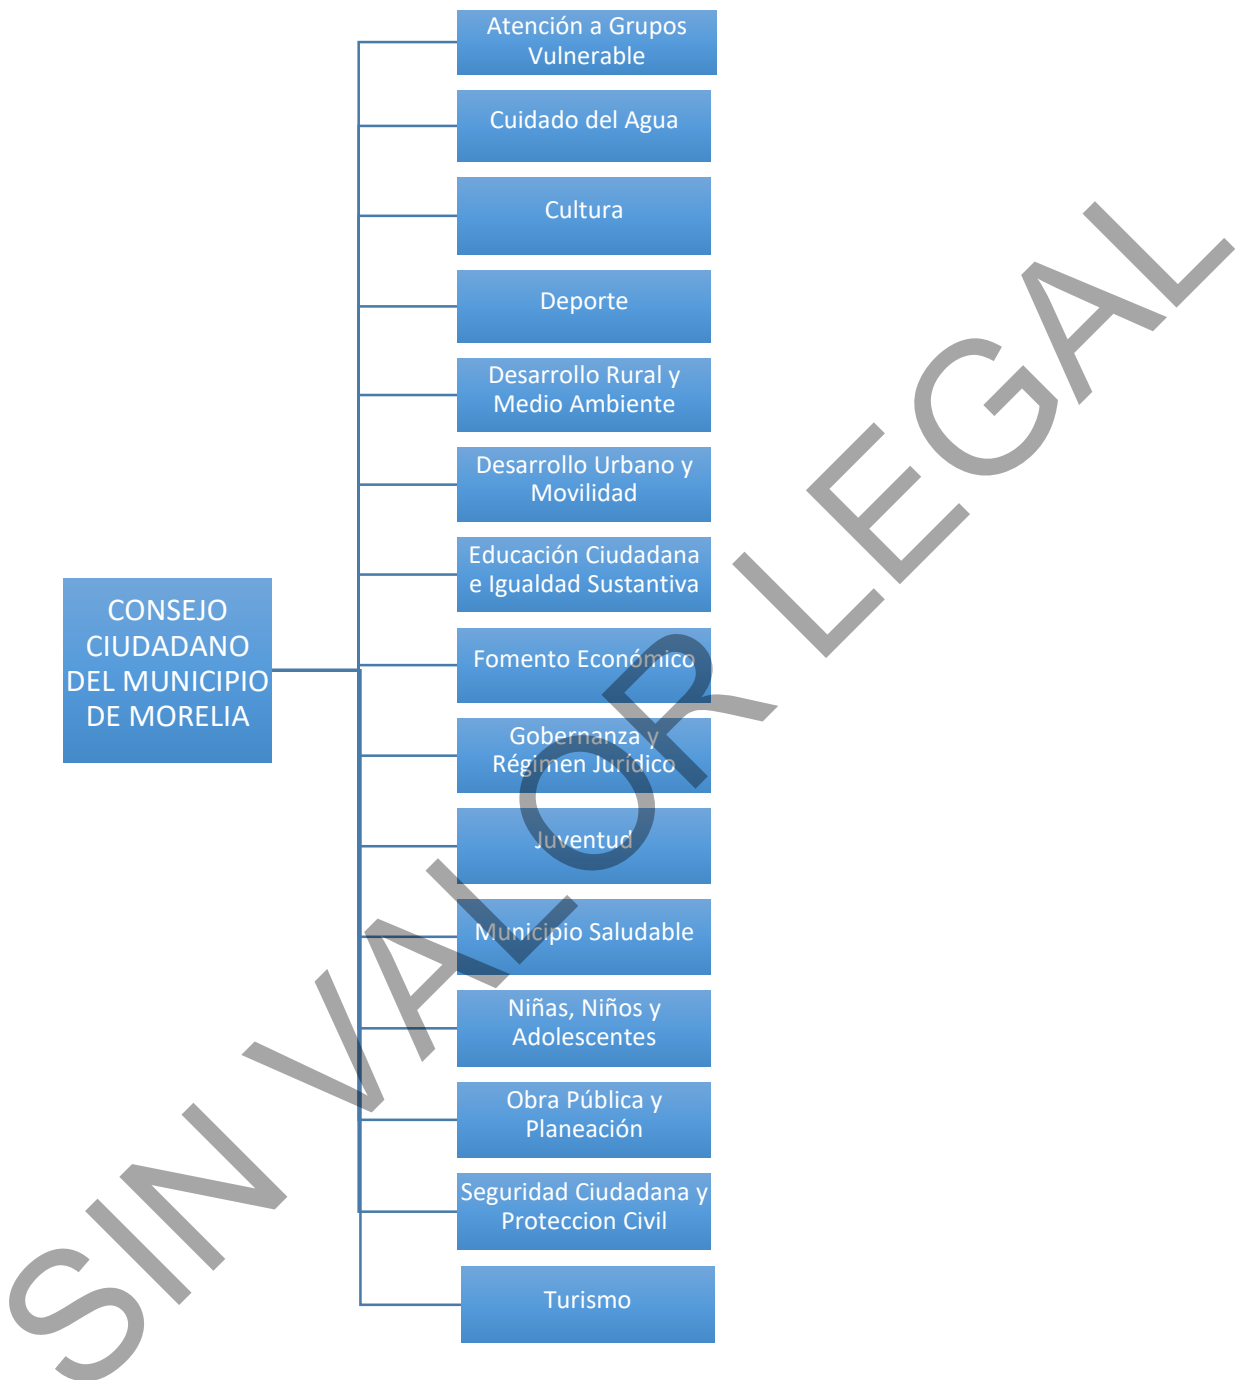 Atención a Grupos
Vulnerable
Cuidado del Agua
Cultura
Deporte
Desarrollo Rural y
Medio Ambiente
Desarrollo Urbano y
Movilidad
Educación Ciudadana
e Igualdad Sustantiva
CONSEJO
CIUDADANO
DEL MUNICIPIO
DE MORELIA
Fomento Económico
Gobernanza y
Régimen Jurídico
Juventud
Municipio Saludable
Niñas, Niños y
Adolescentes
Obra Pública y
Planeación
Seguridad Ciudadana y
Proteccion Civil
Turismo
SIN VALOR LEGAL